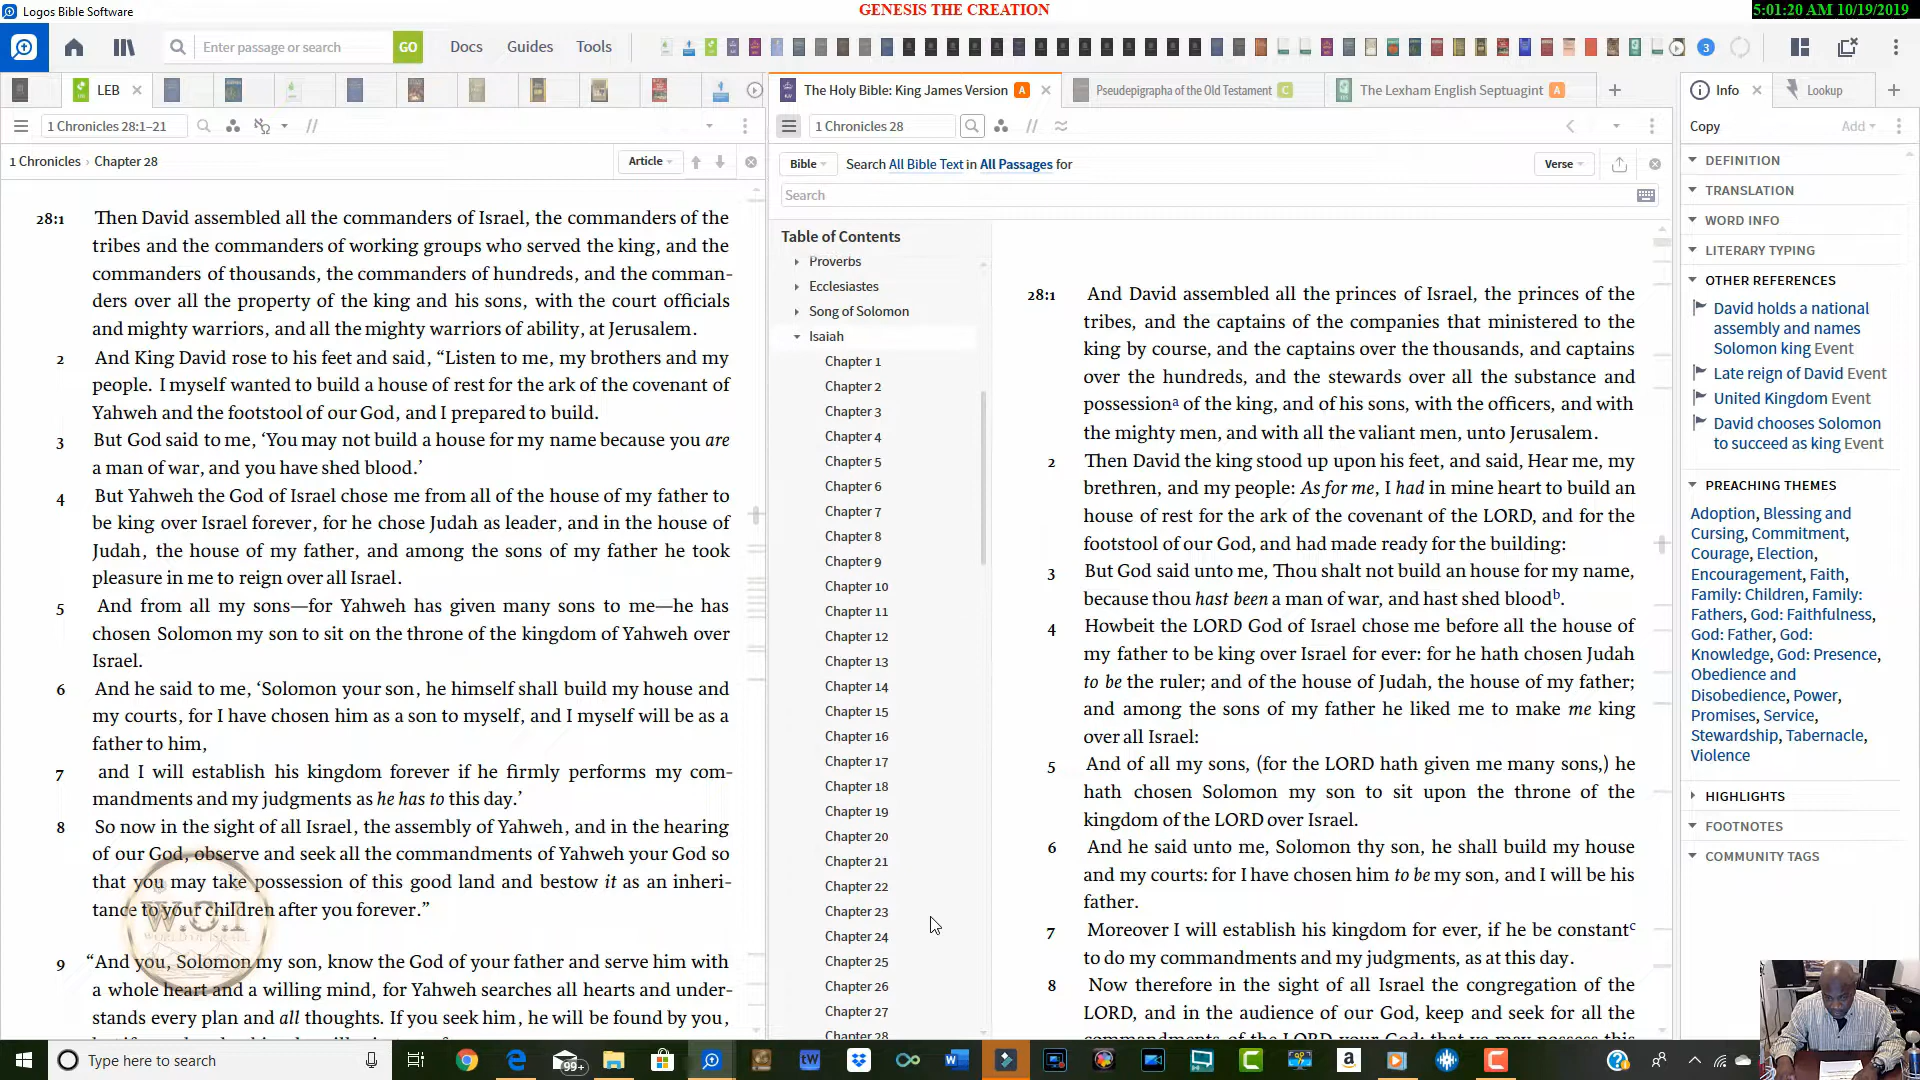 Logos Bible Software
GENESIS THE CREATION
5:01:20 AM 10/19/2019
Enter passage or search
GO
Docs
Guides
Tools
3
LEB
The Holy Bible: King James Version A
Pseudepigrapha of the Old Testament C
The Lexham English Septuagint A
Info
Lookup
1 Chronicles 28:1–21
1 Chronicles 28
Copy
Add
1 Chronicles › Chapter 28
Article
Bible
Search All Bible Text in All Passages for
Verse
Search
28:1 Then David assembled all the commanders of Israel, the commanders of the
tribes and the commanders of working groups who served the king, and the
commanders of thousands, the commanders of hundreds, and the comman-
ders over all the property of the king and his sons, with the court officials
and mighty warriors, and all the mighty warriors of ability, at Jerusalem.
2 And King David rose to his feet and said, “Listen to me, my brothers and my
people. I myself wanted to build a house of rest for the ark of the covenant of
Yahweh and the footstool of our God, and I prepared to build.
3 But God said to me, ‘You may not build a house for my name because you are
a man of war, and you have shed blood.’
4 But Yahweh the God of Israel chose me from all of the house of my father to
be king over Israel forever, for he chose Judah as leader, and in the house of
Judah, the house of my father, and among the sons of my father he took
pleasure in me to reign over all Israel.
5 And from all my sons—for Yahweh has given many sons to me—he has
chosen Solomon my son to sit on the throne of the kingdom of Yahweh over
Israel.
6 And he said to me, ‘Solomon your son, he himself shall build my house and
my courts, for I have chosen him as a son to myself, and I myself will be as a
father to him,
7 and I will establish his kingdom forever if he firmly performs my com-
mandments and my judgments as he has to this day.’
8 So now in the sight of all Israel, the assembly of Yahweh, and in the hearing
of our God, observe and seek all the commandments of Yahweh your God so
that you may take possession of this good land and bestow it as an inheri-
tance to your children after you forever.”
9 “And you, Solomon my son, know the God of your father and serve him with
a whole heart and a willing mind, for Yahweh searches all hearts and under-
stands every plan and all thoughts. If you seek him, he will be found by you,
W.O.I
WORLD OF ISRAEL
Table of Contents
Proverbs
Ecclesiastes
Song of Solomon
Isaiah
Chapter 1
Chapter 2
Chapter 3
Chapter 4
Chapter 5
Chapter 6
Chapter 7
Chapter 8
Chapter 9
Chapter 10
Chapter 11
Chapter 12
Chapter 13
Chapter 14
Chapter 15
Chapter 16
Chapter 17
Chapter 18
Chapter 19
Chapter 20
Chapter 21
Chapter 22
Chapter 23
Chapter 24
Chapter 25
Chapter 26
Chapter 27
Chapter 28
28:1 And David assembled all the princes of Israel, the princes of the
tribes, and the captains of the companies that ministered to the
king by course, and the captains over the thousands, and captains
over the hundreds, and the stewards over all the substance and
possessionᵃ of the king, and of his sons, with the officers, and with
the mighty men, and with all the valiant men, unto Jerusalem.
2 Then David the king stood up upon his feet, and said, Hear me, my
brethren, and my people: As for me, I had in mine heart to build an
house of rest for the ark of the covenant of the LORD, and for the
footstool of our God, and had made ready for the building:
3 But God said unto me, Thou shalt not build an house for my name,
because thou hast been a man of war, and hast shed bloodᵇ.
4 Howbeit the LORD God of Israel chose me before all the house of
my father to be king over Israel for ever: for he hath chosen Judah
to be the ruler; and of the house of Judah, the house of my father;
and among the sons of my father he liked me to make me king
over all Israel:
5 And of all my sons, (for the LORD hath given me many sons,) he
hath chosen Solomon my son to sit upon the throne of the
kingdom of the LORD over Israel.
6 And he said unto me, Solomon thy son, he shall build my house
and my courts: for I have chosen him to be my son, and I will be his
father.
7 Moreover I will establish his kingdom for ever, if he be constantᶜ
to do my commandments and my judgments, as at this day.
8 Now therefore in the sight of all Israel the congregation of the
LORD, and in the audience of our God, keep and seek for all the
DEFINITION
TRANSLATION
WORD INFO
LITERARY TYPING
OTHER REFERENCES
David holds a national
assembly and names
Solomon king Event
Late reign of David Event
United Kingdom Event
David chooses Solomon
to succeed as king Event
PREACHING THEMES
Adoption, Blessing and
Cursing, Commitment,
Courage, Election,
Encouragement, Faith,
Family: Children, Family:
Fathers, God: Faithfulness,
God: Father, God:
Knowledge, God: Presence,
Obedience and
Disobedience, Power,
Promises, Service,
Stewardship, Tabernacle,
Violence
HIGHLIGHTS
FOOTNOTES
COMMUNITY TAGS
Type here to search
99+